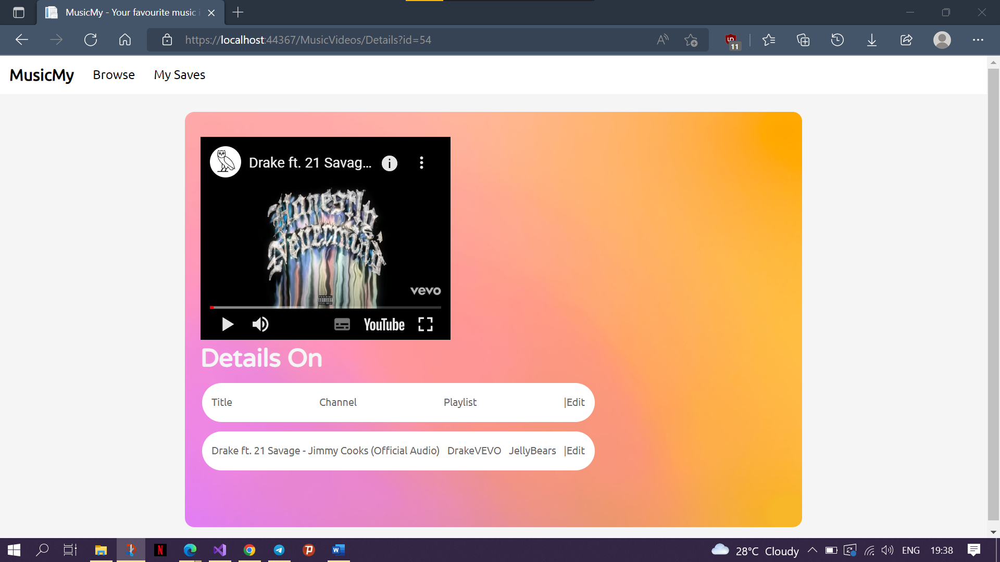 MusicMy - Your favourite music i
https://localhost:44367/MusicVideos/Details?id=54
11
MusicMy Browse My Saves
Drake ft. 21 Savag...
Honestly,
Nevermind
vevo
YouTube
Details On
Title Channel Playlist |Edit
Drake ft. 21 Savage - Jimmy Cooks (Official Audio) DrakeVEVO JellyBears |Edit
28°C Cloudy ENG 19:38